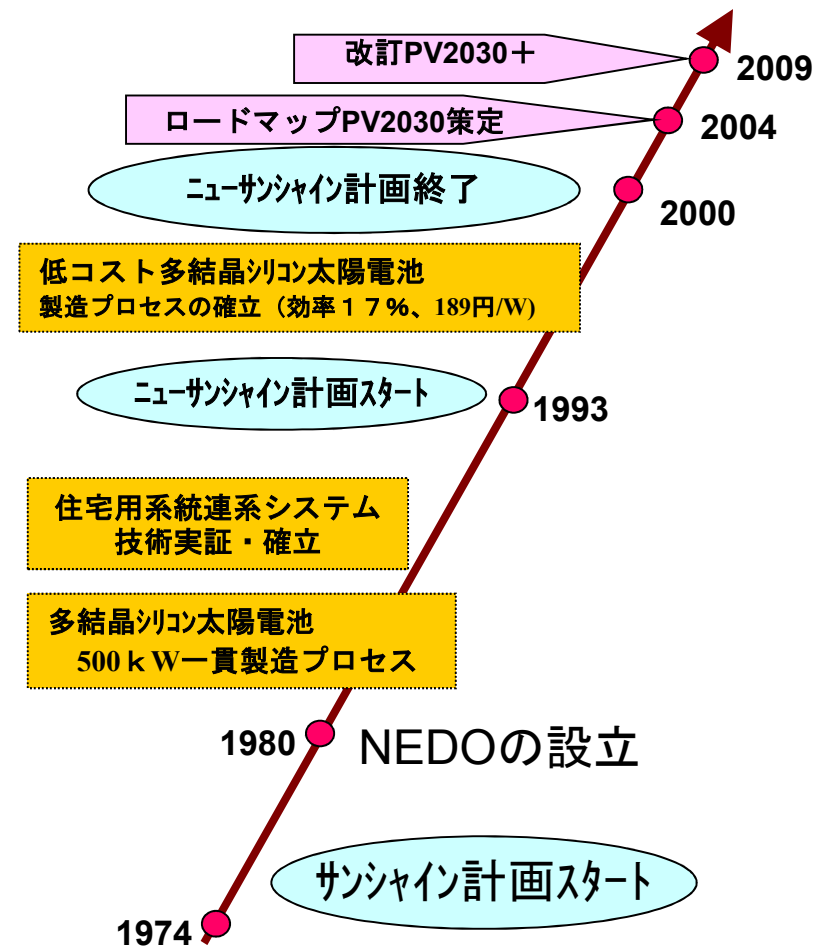 改訂PV2030＋
2009
ロードマップPV2030策定
2004
ﾆｭｰｻﾝｼｬｲﾝ計画終了
2000
低コスト多結晶ｼﾘｺﾝ太陽電池
製造プロセスの確立（効率１７%、189円/W)
ﾆｭｰｻﾝｼｬｲﾝ計画ｽﾀｰﾄ
1993
住宅用系統連系システム
技術実証・確立
多結晶ｼﾘｺﾝ太陽電池
500ｋW一貫製造プロセス
1980
NEDOの設立
ｻﾝｼｬｲﾝ計画ｽﾀｰﾄ
1974